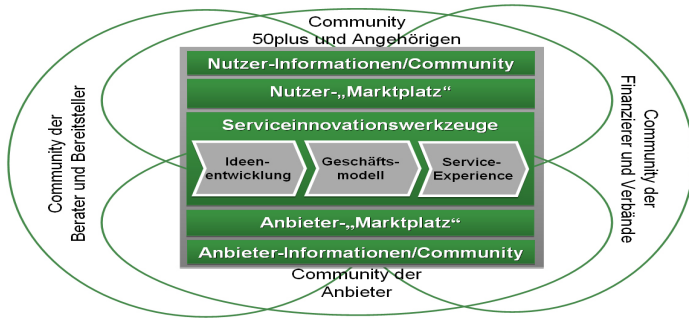 Community
50plus und Angehörigen
Nutzer-Informationen/Community
Nutzer-„Marktplatz“
Serviceinnovationswerkzeuge
Ideen-
entwicklung
Geschäfts-
modell
Service-
Experience
Anbieter-„Marktplatz“
Anbieter-Informationen/Community
Community der
Anbieter
Community der
Berater und Bereitsteller
Community der
Finanzierer und Verbände